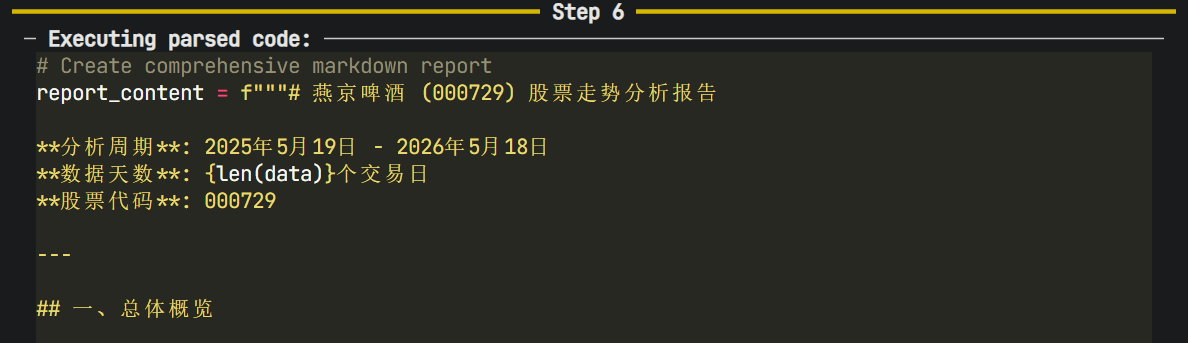 Step 6
Executing parsed code:
# Create comprehensive markdown report
report_content = f"""# 燕京啤酒 (000729) 股票走势分析报告
**分析周期**: 2025年5月19日 - 2026年5月18日
**数据天数**: {len(data)}个交易日
**股票代码**: 000729
---
## 一、总体概览